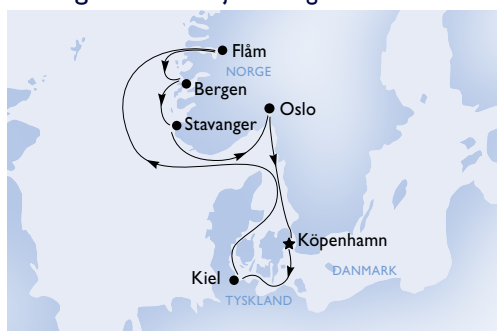 Flåm
NORGE
Bergen
Oslo
Stavanger
Köpenhamn
DANMARK
Kiel
TYSKLAND